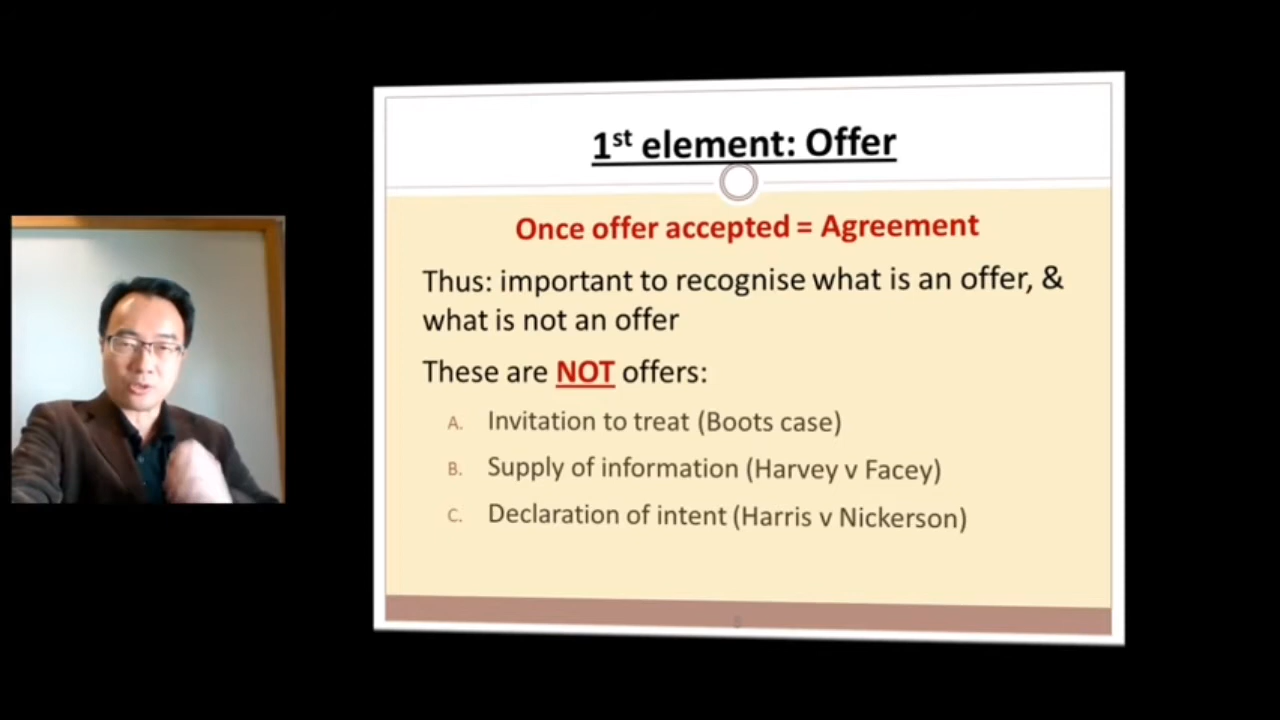 1st element: Offer
Once offer accepted = Agreement
Thus: important to recognise what is an offer, &
what is not an offer
These are NOT offers:
A. Invitation to treat (Boots case)
B. Supply of information (Harvey v Facey)
C. Declaration of intent (Harris v Nickerson)